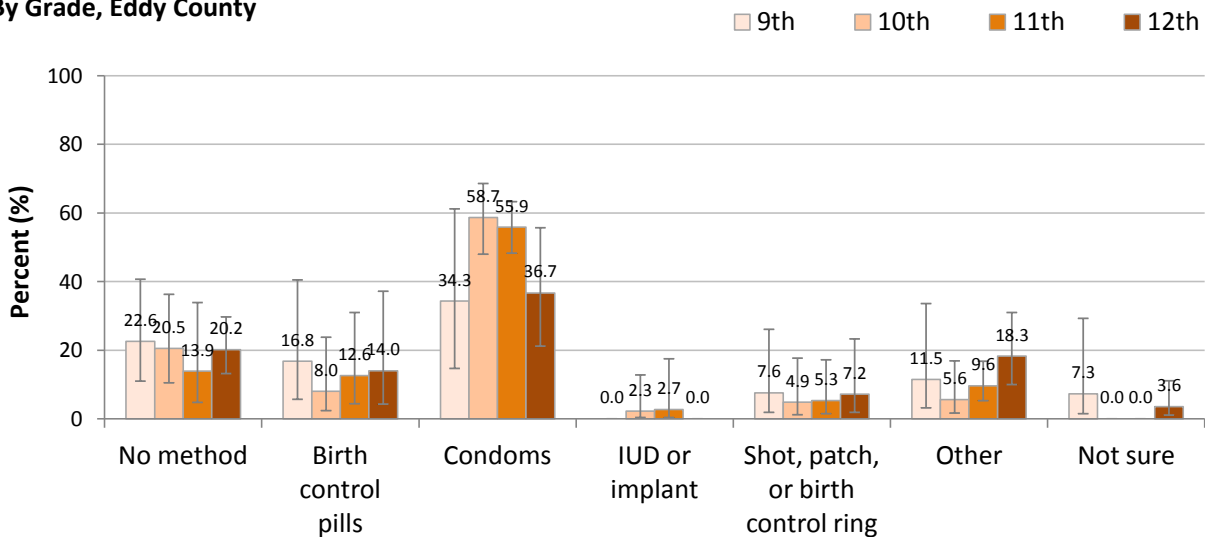 By Grade, Eddy County
9th 10th 11th 12th
100
80
60
40
20
0
Percent (%)
22.6 20.5 13.9 20.2
16.8 8.0 12.6 14.0
34.3 58.7 55.9 36.7
0.0 2.3 2.7 0.0
7.6 4.9 5.3 7.2
11.5 5.6 9.6 18.3
7.3 0.0 0.0 3.6
No method
Birth
control
pills
Condoms
IUD or
implant
Shot, patch,
or birth
control ring
Other
Not sure